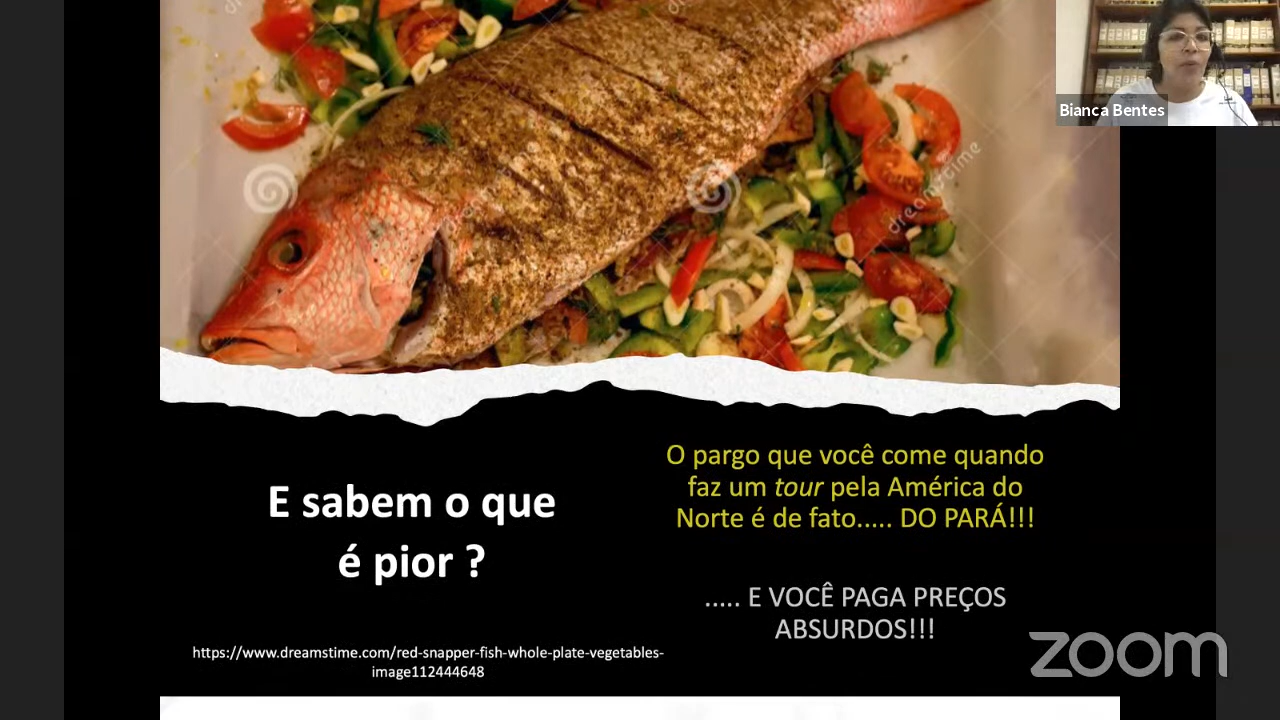 Bianca Bentes
dreamstime
E sabem o que
é pior ?
O pargo que você come quando
faz um tour pela América do
Norte é de fato..... DO PARÁ!!!
..... E VOCÊ PAGA PREÇOS
ABSURDOS!!!
https://www.dreamstime.com/red-snapper-fish-whole-plate-vegetables-
image112444648
zoom